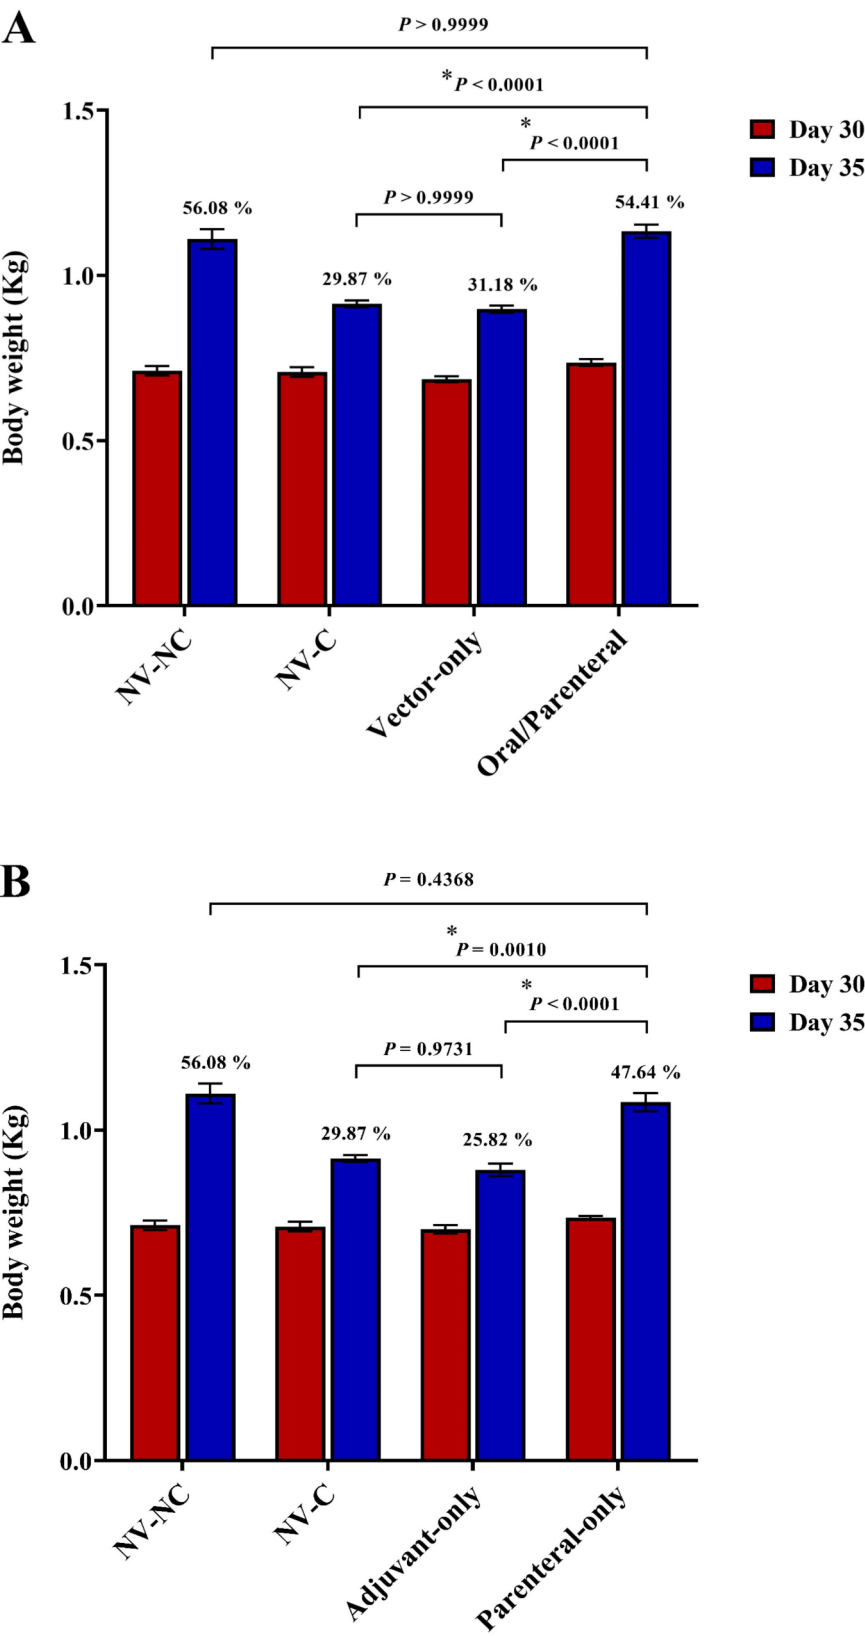 A
P > 0.9999
* P < 0.0001
*
P < 0.0001
P > 0.9999
Day 30
Day 35
56.08 %
29.87 %
31.18 %
54.41 %
Body weight (Kg)
1.5
1.0
0.5
0.0
NV-NC
NV-C
Vector-only
Oral/Parenteral
B
P = 0.4368
*
P = 0.0010
*
P < 0.0001
P = 0.9731
Day 30
Day 35
56.08 %
29.87 %
25.82 %
47.64 %
Body weight (Kg)
1.5
1.0
0.5
0.0
NV-NC
NV-C
Adjuvant-only
Parenteral-only